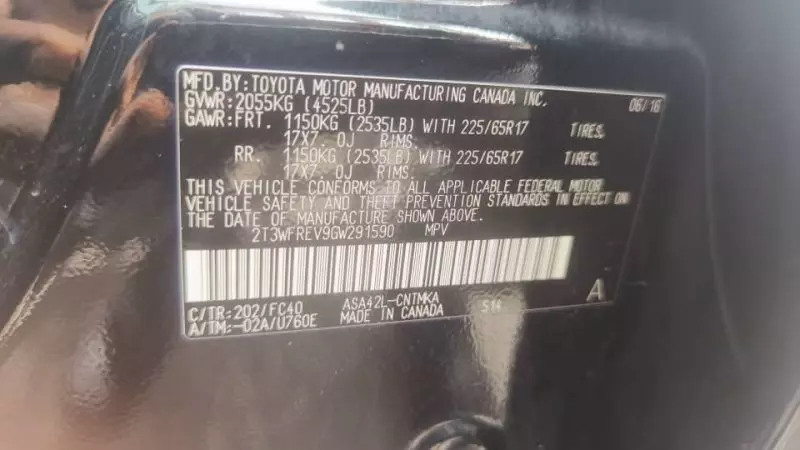 MFD.BY:TOYOTA MOTOR MANUFACTURING CANADA INC. 06/16
GVWR:2055KG (4525LB)
GAWR:FRT. 1150KG (2535LB) WITH 225/65R17 TIRES,
17X7.0J RIMS.
RR. 1150KG (2535LB) WITH 225/65R17 TIRES,
17X7.0J RIMS.
THIS VEHICLE CONFORMS TO ALL APPLICABLE FEDERAL MOTOR
VEHICLE SAFETY AND THEFT PREVENTION STANDARDS IN EFFECT ON
THE DATE OF MANUFACTURE SHOWN ABOVE.
2T3WFREV9GW291590 MPV
C/TR:202/FC40 ASA42L-CNTMKA S14 A
A/TM:-02A/U760E MADE IN CANADA